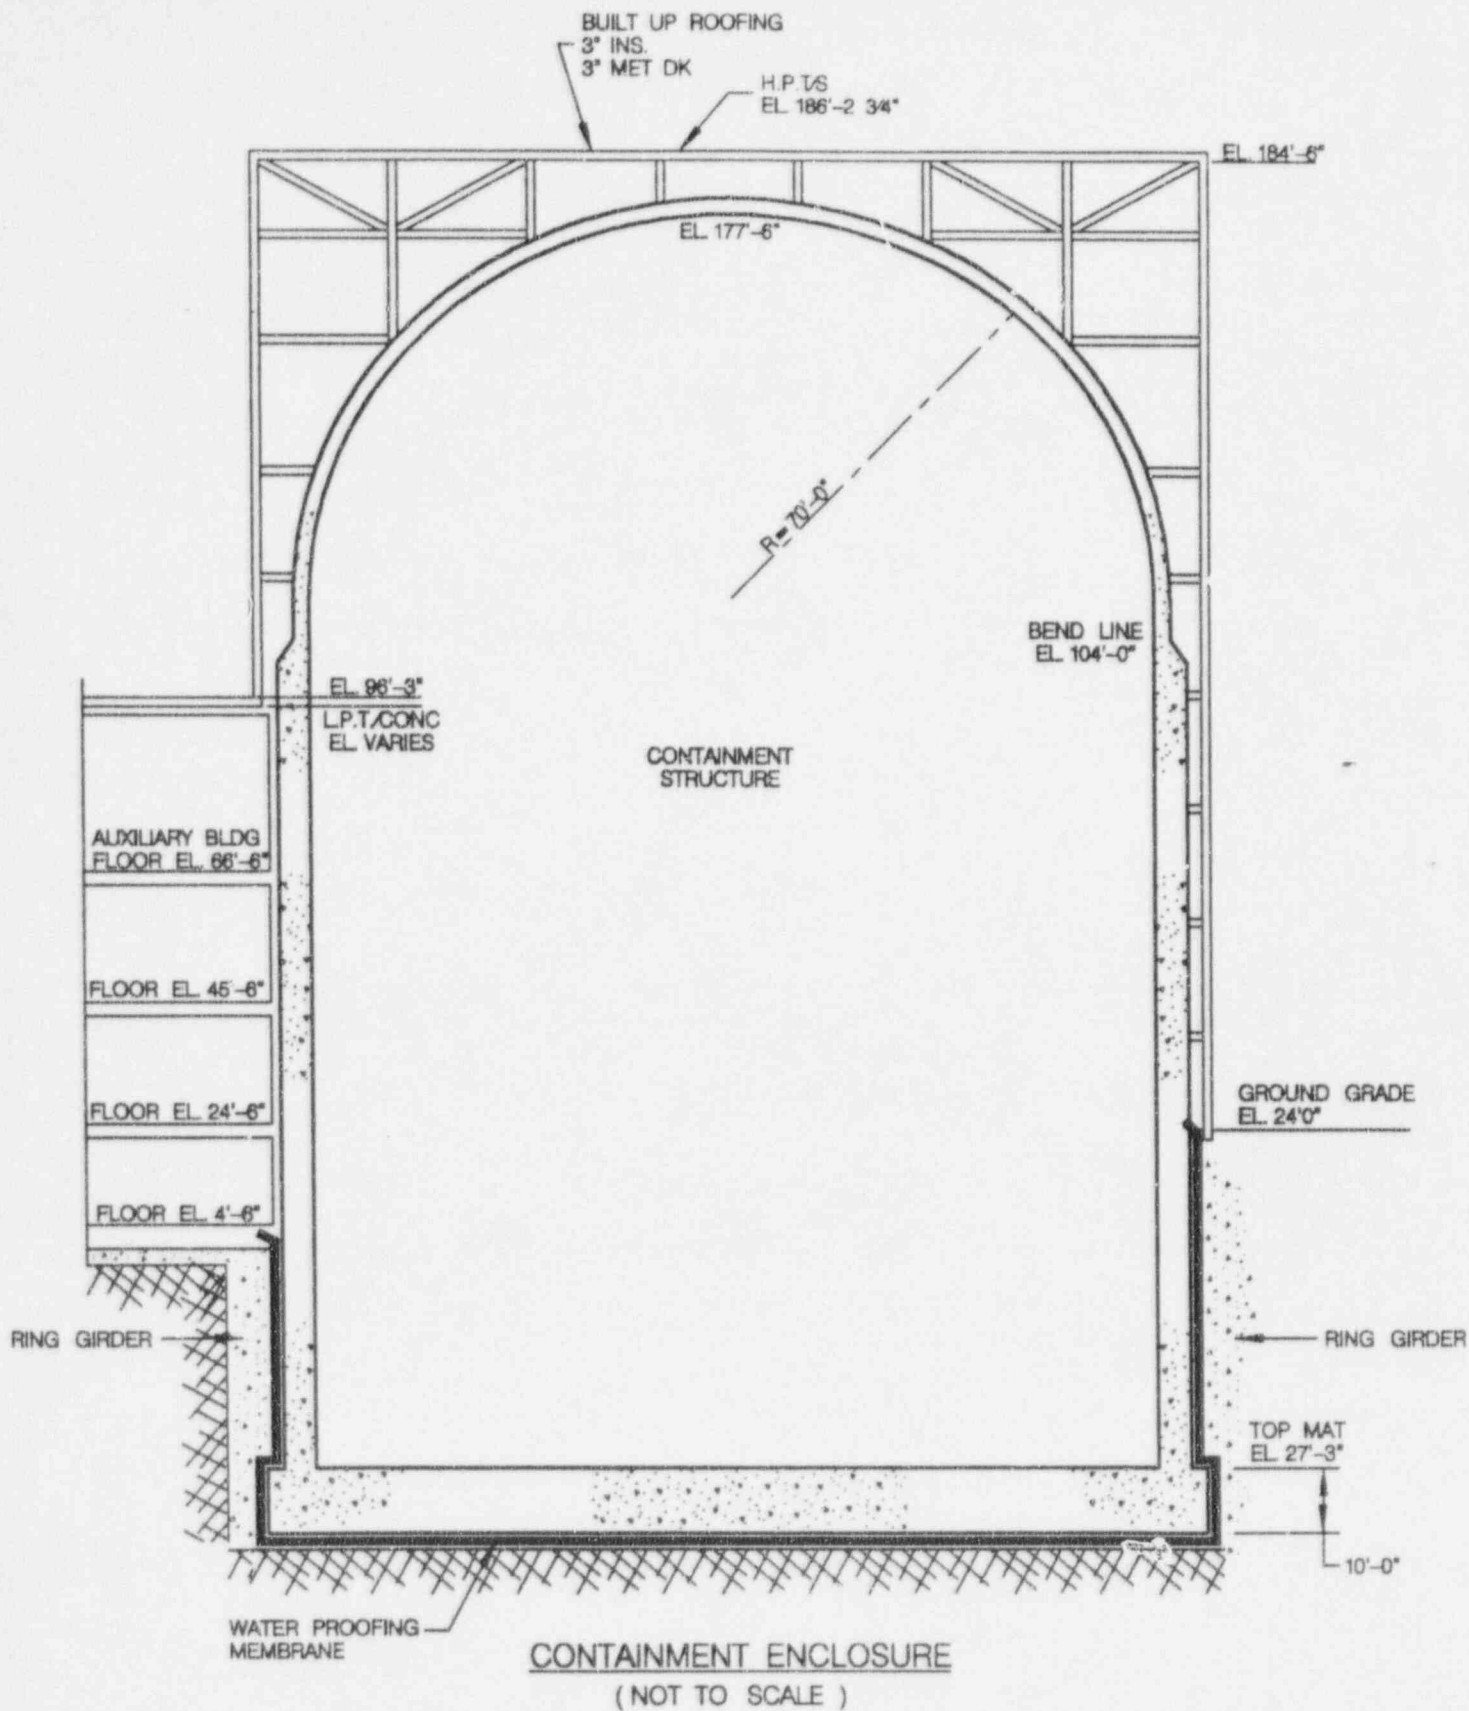 BUILT UP ROOFING
3" INS.
3" MET DK
H.P.T/S
EL. 186'-2 3/4"
EL. 184'-6"
EL. 177'-6"
R= 70'-0"
BEND LINE
EL. 104'-0"
EL. 96'-3"
L.P.T./CONC
EL. VARIES
CONTAINMENT
STRUCTURE
AUXILIARY BLDG
FLOOR EL. 66'-6"
FLOOR EL. 45'-6"
FLOOR EL. 24'-6"
GROUND GRADE
EL. 24'0"
FLOOR EL. 4'-6"
RING GIRDER
RING GIRDER
TOP MAT
EL. 27'-3"
10'-0"
WATER PROOFING
MEMBRANE
CONTAINMENT ENCLOSURE
( NOT TO SCALE )